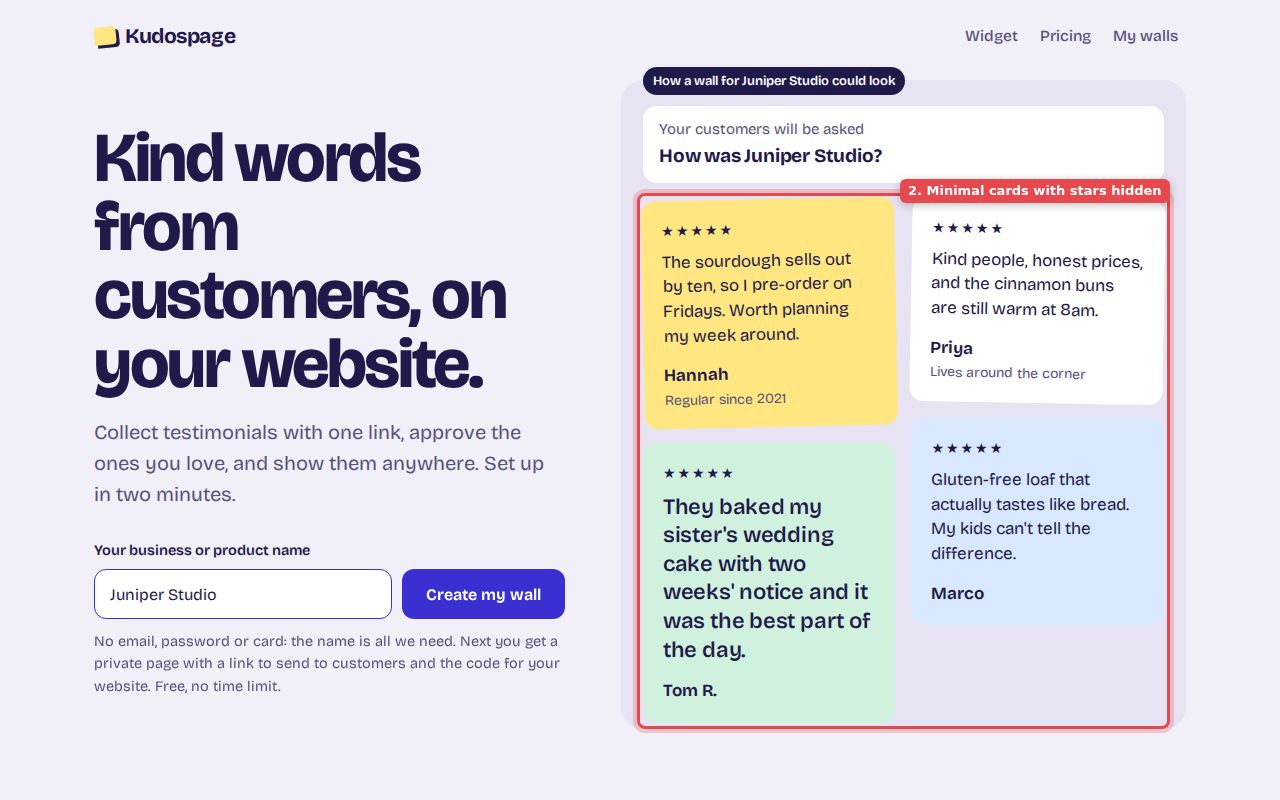 Kudospage
Widget
Pricing
My walls
Kind words
from
customers, on
your website.
Collect testimonials with one link, approve the
ones you love, and show them anywhere. Set up
in two minutes.
Your business or product name
Juniper Studio
Create my wall
No email, password or card: the name is all we need. Next you get a
private page with a link to send to customers and the code for your
website. Free, no time limit.
How a wall for Juniper Studio could look
Your customers will be asked
How was Juniper Studio?
2. Minimal cards with stars hidden
★★★★★
The sourdough sells out
by ten, so I pre-order on
Fridays. Worth planning
my week around.
Hannah
Regular since 2021
★★★★★
Kind people, honest prices,
and the cinnamon buns
are still warm at 8am.
Priya
Lives around the corner
★★★★★
They baked my
sister's wedding
cake with two
weeks' notice and it
was the best part of
the day.
Tom R.
★★★★★
Gluten-free loaf that
actually tastes like bread.
My kids can't tell the
difference.
Marco